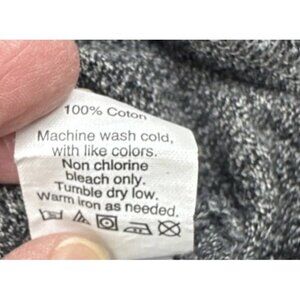 100% Coton
Machine wash cold,
with like colors.
Non chlorine
bleach only.
Tumble dry low.
Warm iron as needed.